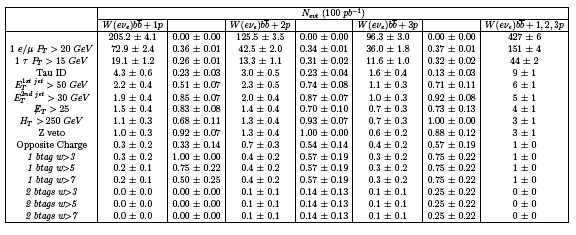 N_evt (100 pb⁻¹)
W(eν_e)bb̄ + 1p W(eν_e)bb̄ + 2p W(eν_e)bb̄ + 3p W(eν_e)bb̄ + 1,2,3p
205.2 ± 4.1 0.00 ± 0.00 125.5 ± 3.5 0.00 ± 0.00 96.3 ± 3.0 0.00 ± 0.00 427 ± 6
1 e/μ P_T > 20 GeV 72.9 ± 2.4 0.36 ± 0.01 42.5 ± 2.0 0.34 ± 0.01 36.0 ± 1.8 0.37 ± 0.01 151 ± 4
1 τ P_T > 15 GeV 19.1 ± 1.2 0.26 ± 0.01 13.3 ± 1.1 0.31 ± 0.02 11.6 ± 1.0 0.32 ± 0.02 44 ± 2
Tau ID 4.3 ± 0.6 0.23 ± 0.03 3.0 ± 0.5 0.23 ± 0.04 1.6 ± 0.4 0.13 ± 0.03 9 ± 1
E_T^{1st jet} > 50 GeV 2.2 ± 0.4 0.51 ± 0.07 2.3 ± 0.5 0.74 ± 0.08 1.1 ± 0.3 0.71 ± 0.11 6 ± 1
E_T^{2nd jet} > 30 GeV 1.9 ± 0.4 0.85 ± 0.07 2.0 ± 0.4 0.87 ± 0.07 1.0 ± 0.3 0.92 ± 0.08 5 ± 1
E̸_T > 25 1.5 ± 0.4 0.83 ± 0.08 1.4 ± 0.4 0.70 ± 0.10 0.7 ± 0.3 0.73 ± 0.13 4 ± 1
H_T > 250 GeV 1.1 ± 0.3 0.68 ± 0.11 1.3 ± 0.4 0.93 ± 0.07 0.7 ± 0.3 1.00 ± 0.00 3 ± 1
Z veto 1.0 ± 0.3 0.92 ± 0.07 1.3 ± 0.4 1.00 ± 0.00 0.6 ± 0.2 0.88 ± 0.12 3 ± 1
Opposite Charge 0.3 ± 0.2 0.33 ± 0.14 0.7 ± 0.3 0.54 ± 0.14 0.4 ± 0.2 0.57 ± 0.19 1 ± 0
1 btag w>3 0.3 ± 0.2 1.00 ± 0.00 0.4 ± 0.2 0.57 ± 0.19 0.3 ± 0.2 0.75 ± 0.22 1 ± 0
1 btag w>5 0.2 ± 0.1 0.75 ± 0.22 0.4 ± 0.2 0.57 ± 0.19 0.3 ± 0.2 0.75 ± 0.22 1 ± 0
1 btag w>7 0.2 ± 0.1 0.50 ± 0.25 0.4 ± 0.2 0.57 ± 0.19 0.3 ± 0.2 0.75 ± 0.22 1 ± 0
2 btags w>3 0.0 ± 0.0 0.00 ± 0.00 0.1 ± 0.1 0.14 ± 0.13 0.1 ± 0.1 0.25 ± 0.22 0 ± 0
2 btags w>5 0.0 ± 0.0 0.00 ± 0.00 0.1 ± 0.1 0.14 ± 0.13 0.1 ± 0.1 0.25 ± 0.22 0 ± 0
2 btags w>7 0.0 ± 0.0 0.00 ± 0.00 0.1 ± 0.1 0.14 ± 0.13 0.1 ± 0.1 0.25 ± 0.22 0 ± 0